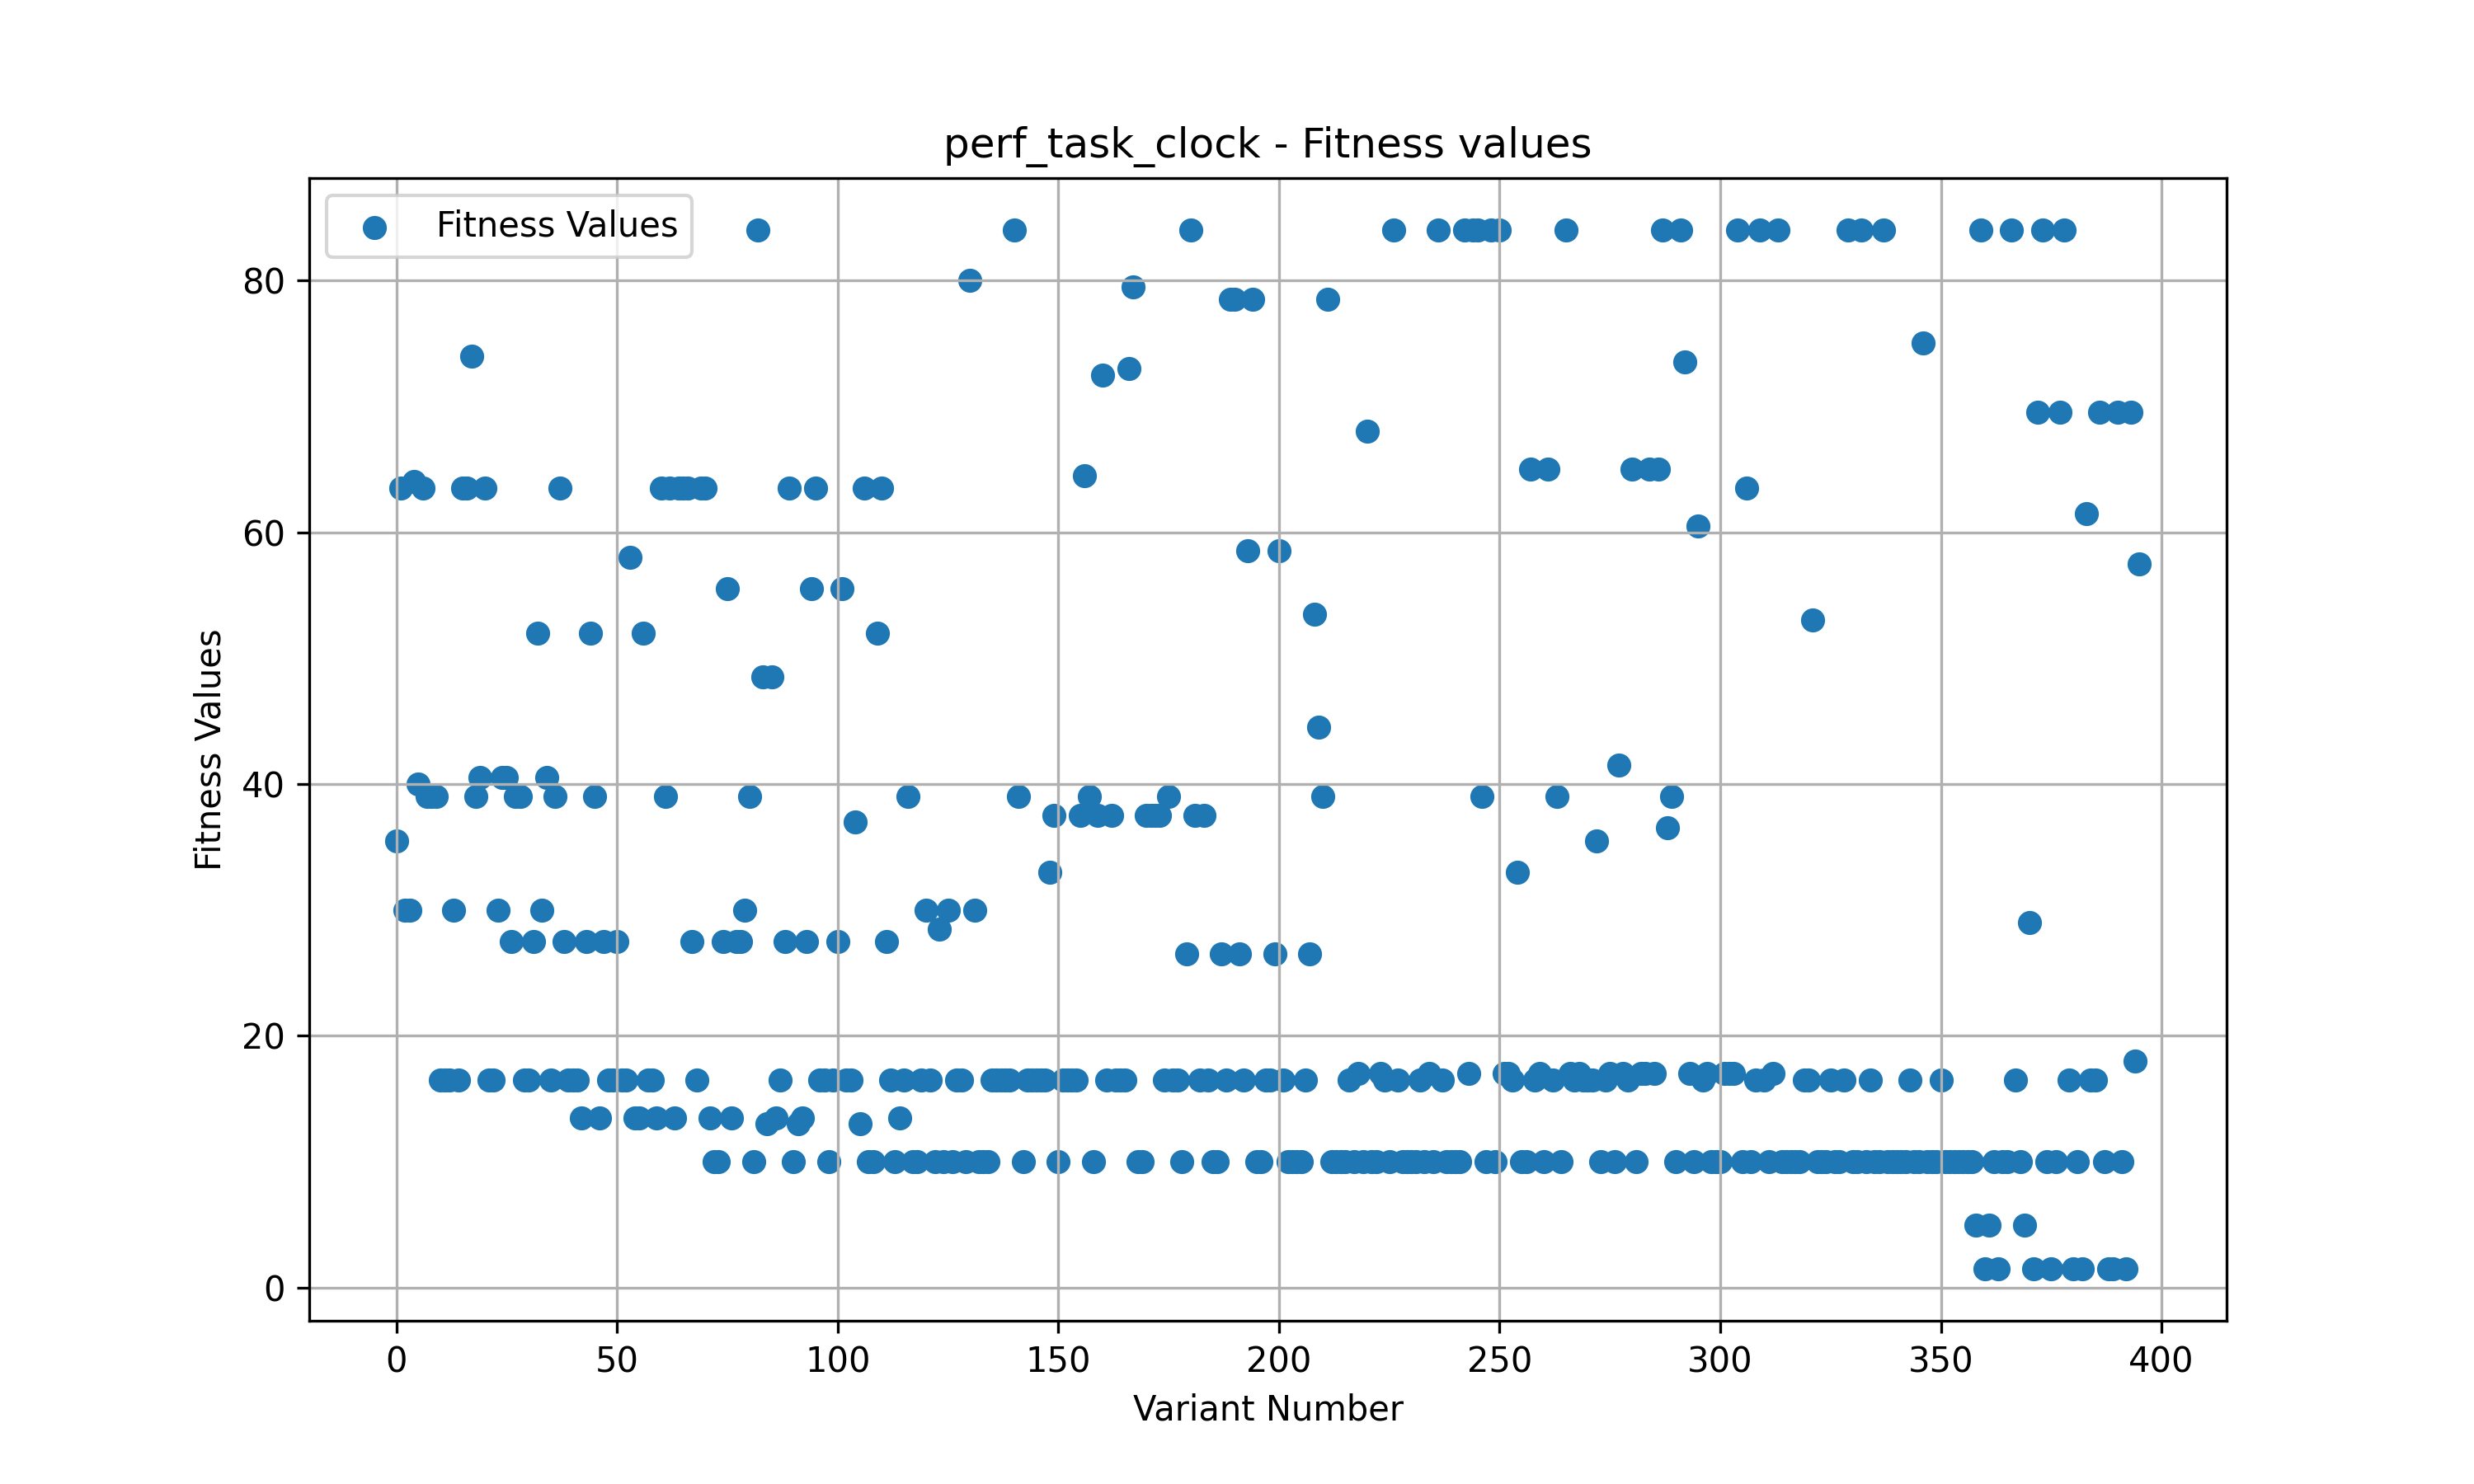 perf_task_clock - Fitness values
Fitness Values
80
60
40
20
0
Fitness Values
0 50 100 150 200 250 300 350 400
Variant Number